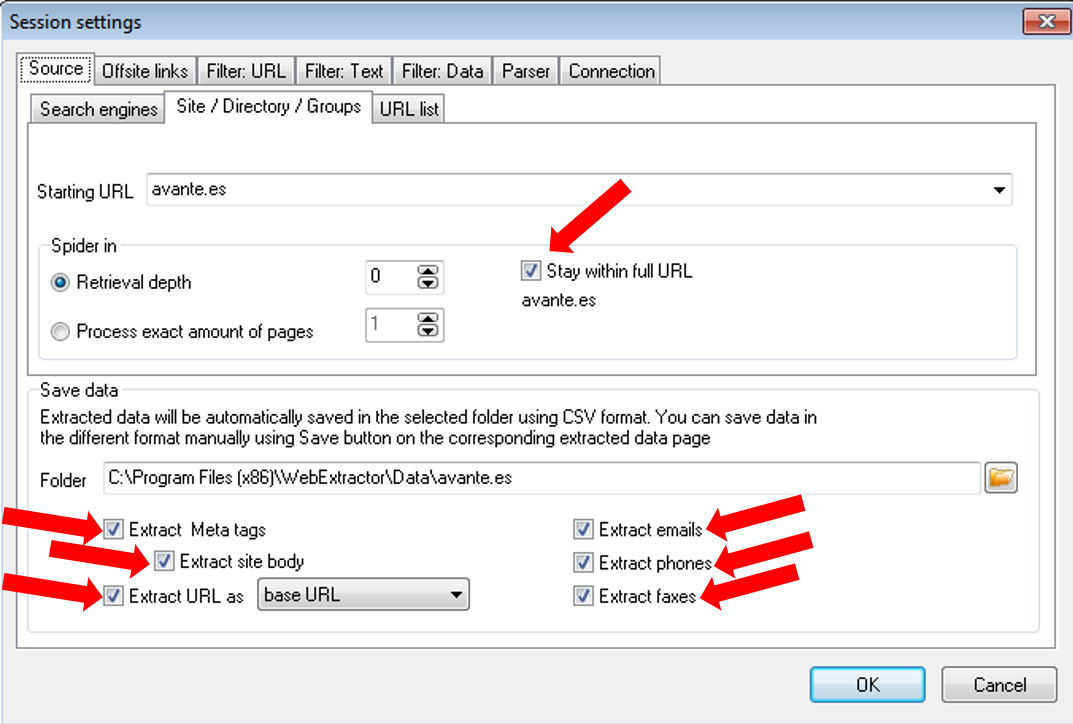 Session settings
Source Offsite links Filter: URL Filter: Text Filter: Data Parser Connection
Search engines Site / Directory / Groups URL list
Starting URL avante.es
Spider in
Retrieval depth 0 Stay within full URL
avante.es
Process exact amount of pages 1
Save data
Extracted data will be automatically saved in the selected folder using CSV format. You can save data in
the different format manually using Save button on the corresponding extracted data page
Folder C:\Program Files (x86)\WebExtractor\Data\avante.es
Extract Meta tags Extract emails
Extract site body Extract phones
Extract URL as base URL Extract faxes
OK Cancel